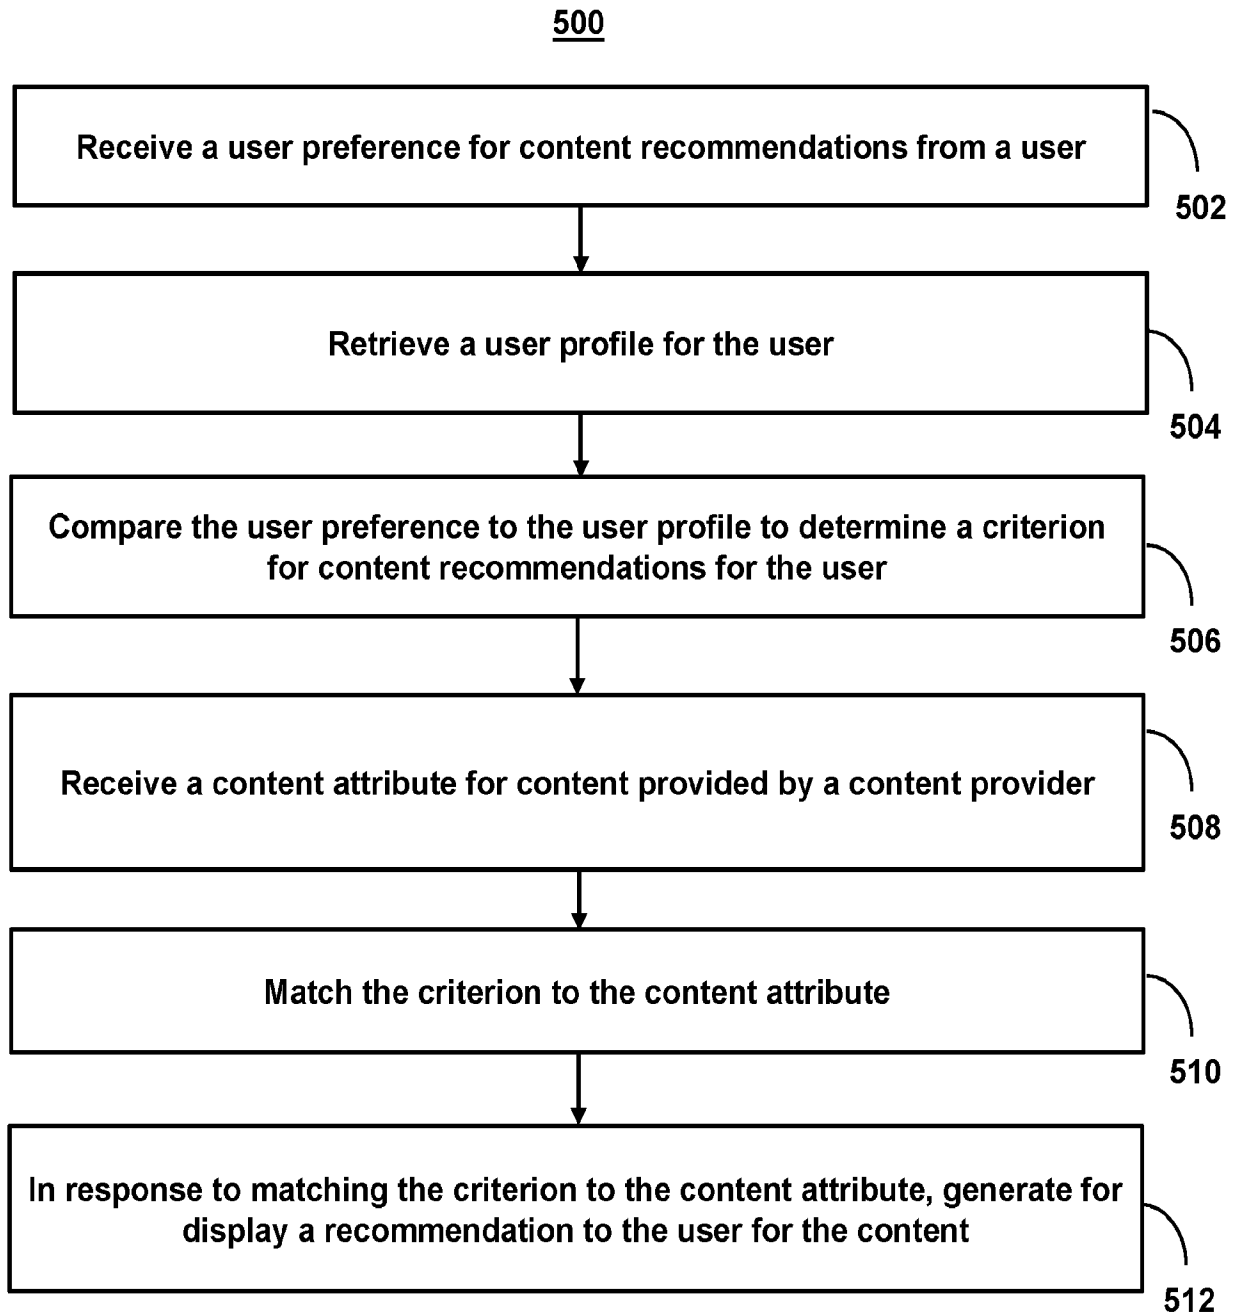 500
Receive a user preference for content recommendations from a user
502
Retrieve a user profile for the user
504
Compare the user preference to the user profile to determine a criterion
for content recommendations for the user
506
Receive a content attribute for content provided by a content provider
508
Match the criterion to the content attribute
510
In response to matching the criterion to the content attribute, generate for
display a recommendation to the user for the content
512